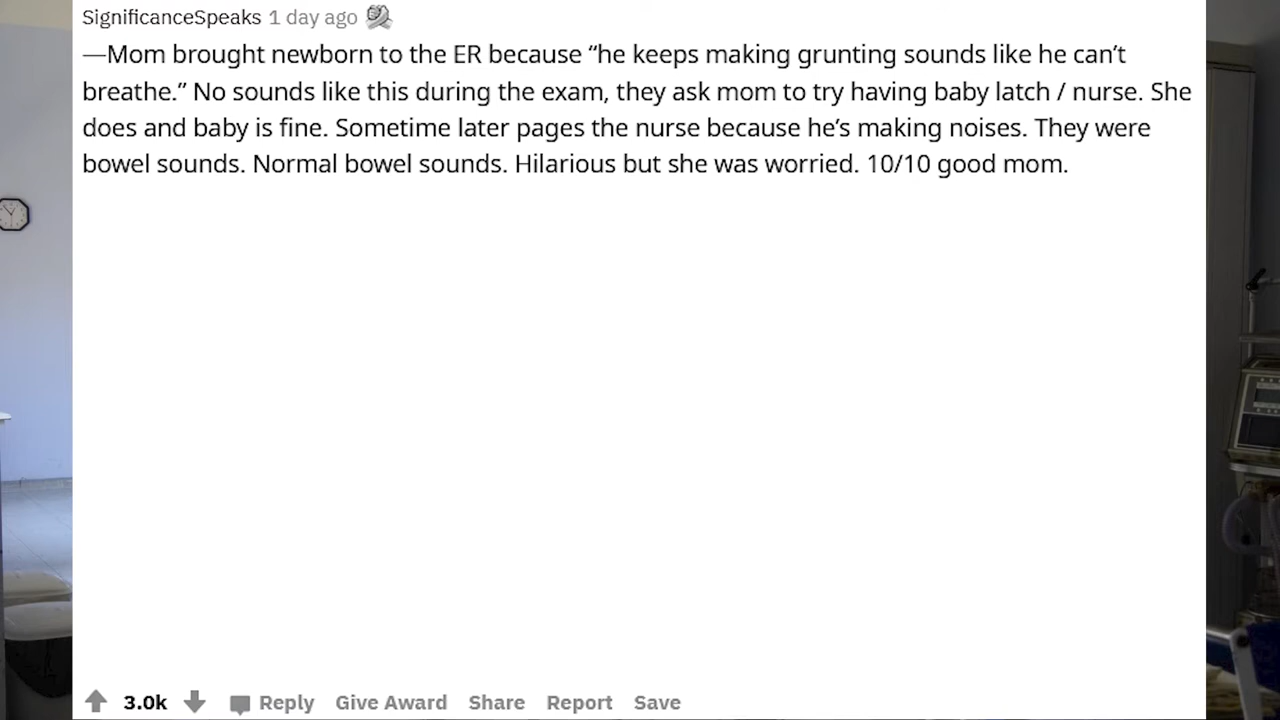 SignificanceSpeaks 1 day ago
—Mom brought newborn to the ER because “he keeps making grunting sounds like he can’t
breathe.” No sounds like this during the exam, they ask mom to try having baby latch / nurse. She
does and baby is fine. Sometime later pages the nurse because he’s making noises. They were
bowel sounds. Normal bowel sounds. Hilarious but she was worried. 10/10 good mom.
3.0k Reply Give Award Share Report Save